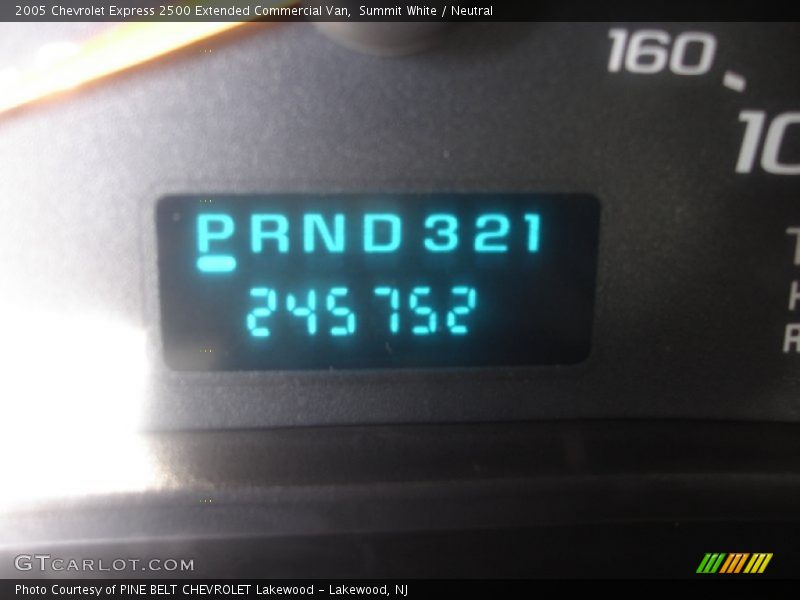 2005 Chevrolet Express 2500 Extended Commercial Van, Summit White / Neutral
160
10
PRND321
245752
T
H
R
GTCARLOT.COM
Photo Courtesy of PINE BELT CHEVROLET Lakewood - Lakewood, NJ